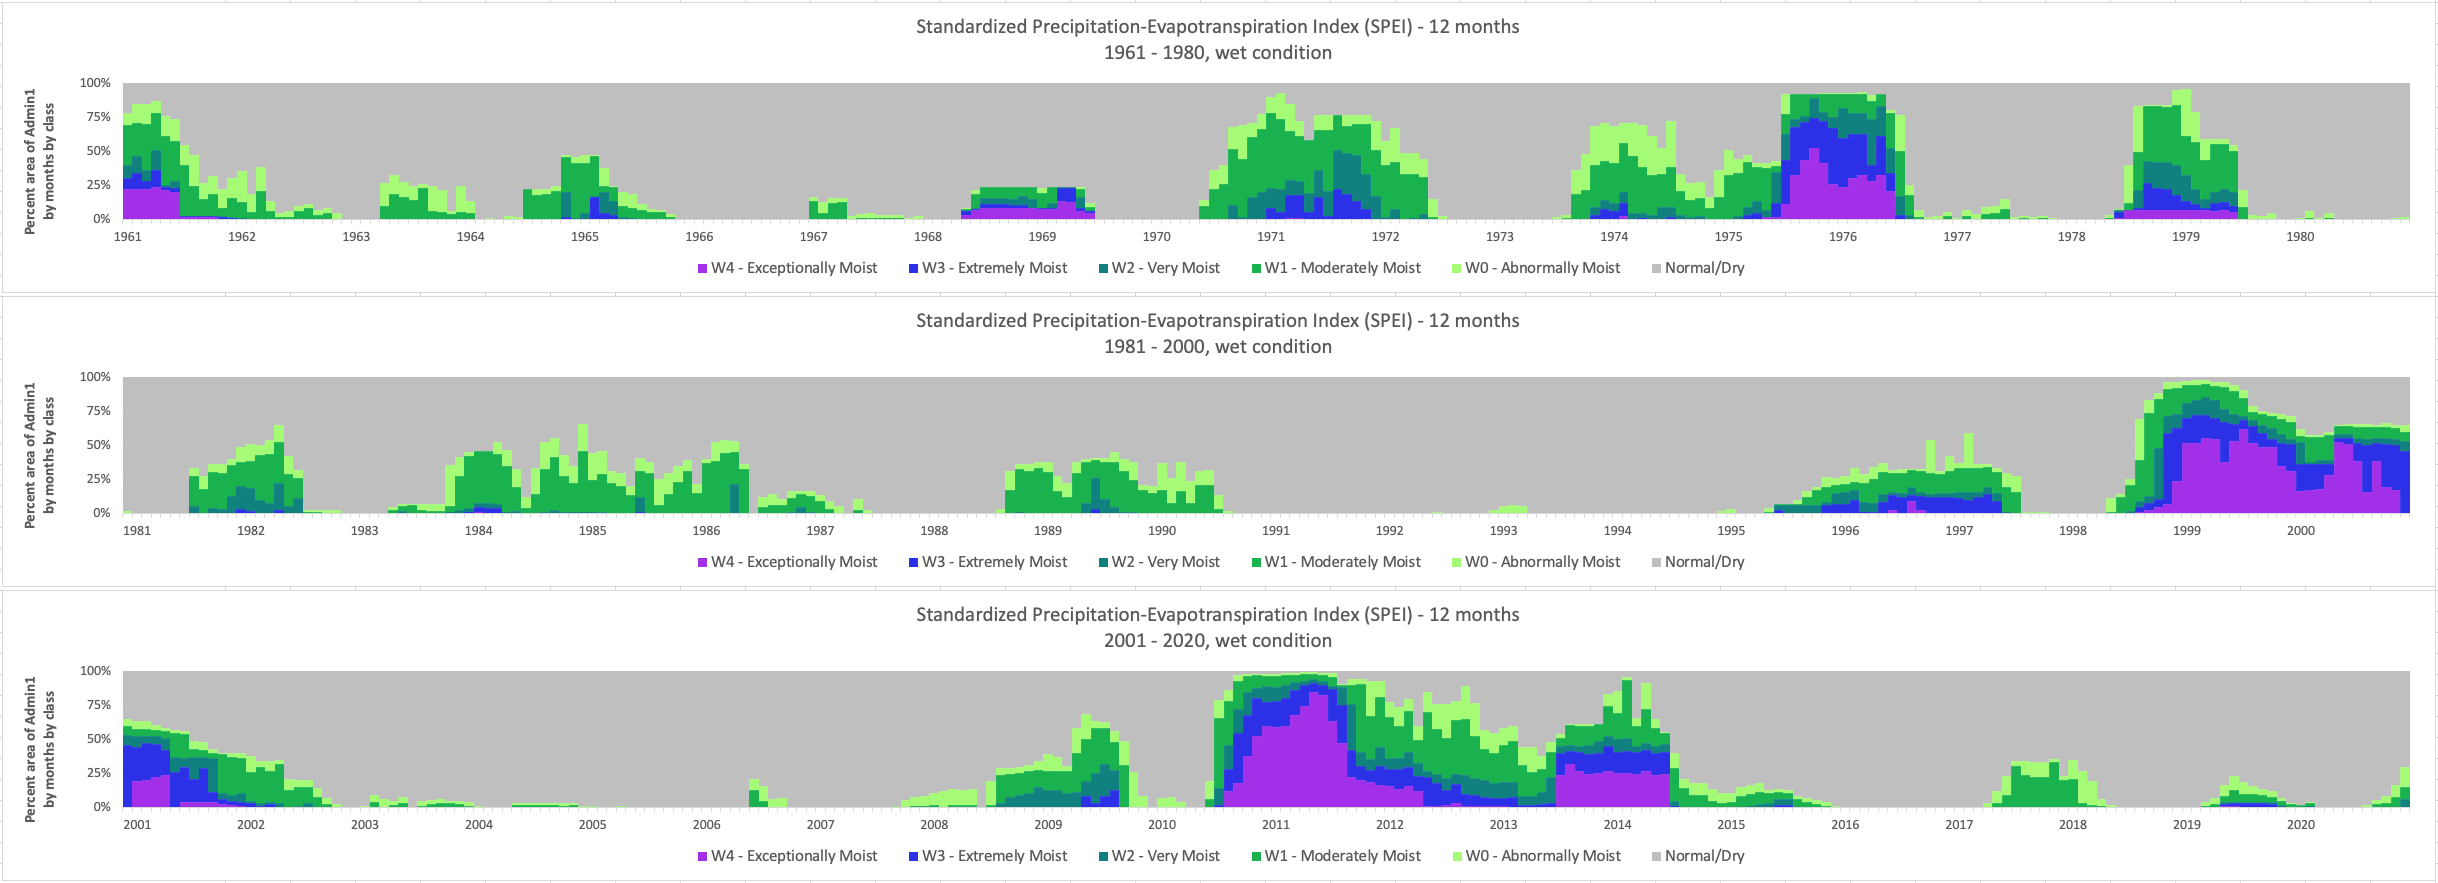 Standardized Precipitation-Evapotranspiration Index (SPEI) - 12 months
1961 - 1980, wet condition
Percent area of Admin1
by months by class
100%
75%
50%
25%
0%
1961 1962 1963 1964 1965 1966 1967 1968 1969 1970 1971 1972 1973 1974 1975 1976 1977 1978 1979 1980
W4 - Exceptionally Moist W3 - Extremely Moist W2 - Very Moist W1 - Moderately Moist W0 - Abnormally Moist Normal/Dry
Standardized Precipitation-Evapotranspiration Index (SPEI) - 12 months
1981 - 2000, wet condition
Percent area of Admin1
by months by class
100%
75%
50%
25%
0%
1981 1982 1983 1984 1985 1986 1987 1988 1989 1990 1991 1992 1993 1994 1995 1996 1997 1998 1999 2000
W4 - Exceptionally Moist W3 - Extremely Moist W2 - Very Moist W1 - Moderately Moist W0 - Abnormally Moist Normal/Dry
Standardized Precipitation-Evapotranspiration Index (SPEI) - 12 months
2001 - 2020, wet condition
Percent area of Admin1
by months by class
100%
75%
50%
25%
0%
2001 2002 2003 2004 2005 2006 2007 2008 2009 2010 2011 2012 2013 2014 2015 2016 2017 2018 2019 2020
W4 - Exceptionally Moist W3 - Extremely Moist W2 - Very Moist W1 - Moderately Moist W0 - Abnormally Moist Normal/Dry